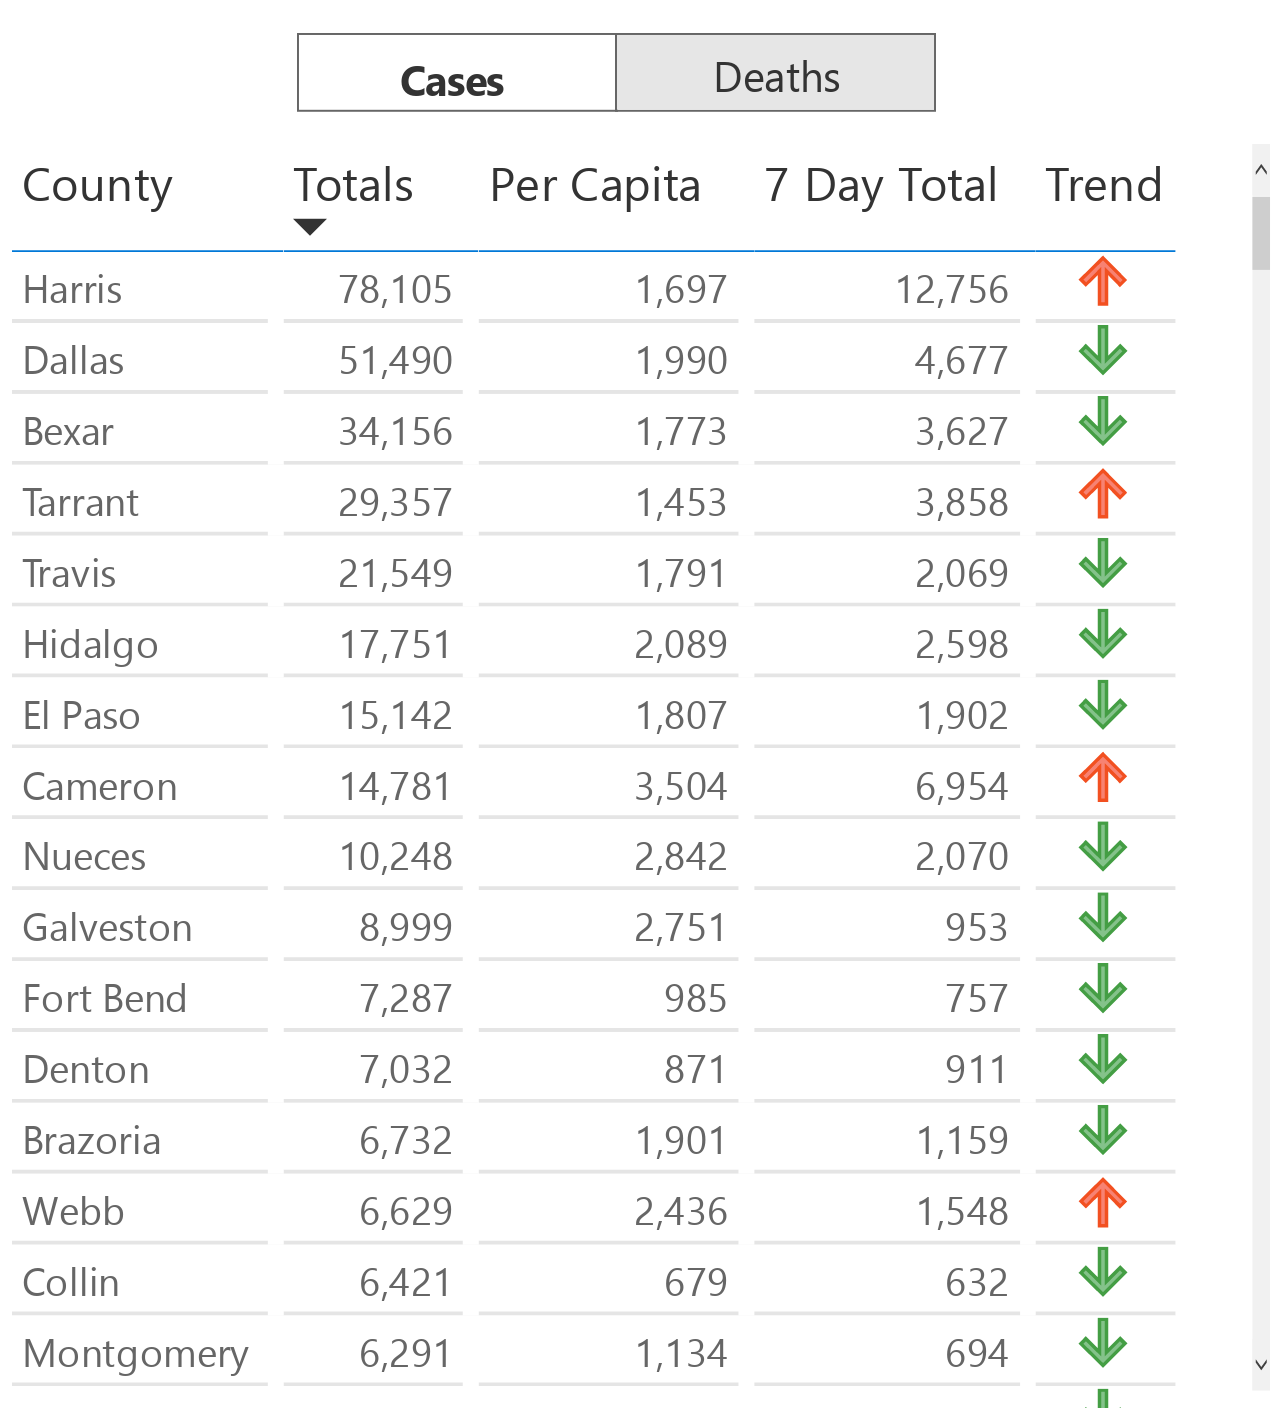 Cases Deaths
County Totals Per Capita 7 Day Total Trend
Harris 78,105 1,697 12,756
Dallas 51,490 1,990 4,677
Bexar 34,156 1,773 3,627
Tarrant 29,357 1,453 3,858
Travis 21,549 1,791 2,069
Hidalgo 17,751 2,089 2,598
El Paso 15,142 1,807 1,902
Cameron 14,781 3,504 6,954
Nueces 10,248 2,842 2,070
Galveston 8,999 2,751 953
Fort Bend 7,287 985 757
Denton 7,032 871 911
Brazoria 6,732 1,901 1,159
Webb 6,629 2,436 1,548
Collin 6,421 679 632
Montgomery 6,291 1,134 694